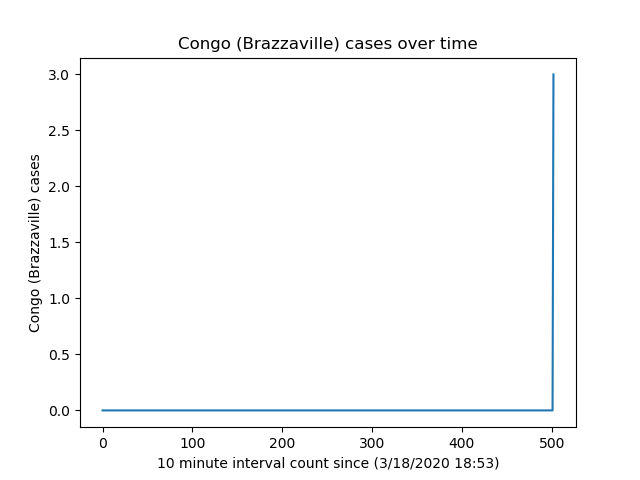 Congo (Brazzaville) cases over time
Congo (Brazzaville) cases
3.0
2.5
2.0
1.5
1.0
0.5
0.0
0 100 200 300 400 500
10 minute interval count since (3/18/2020 18:53)